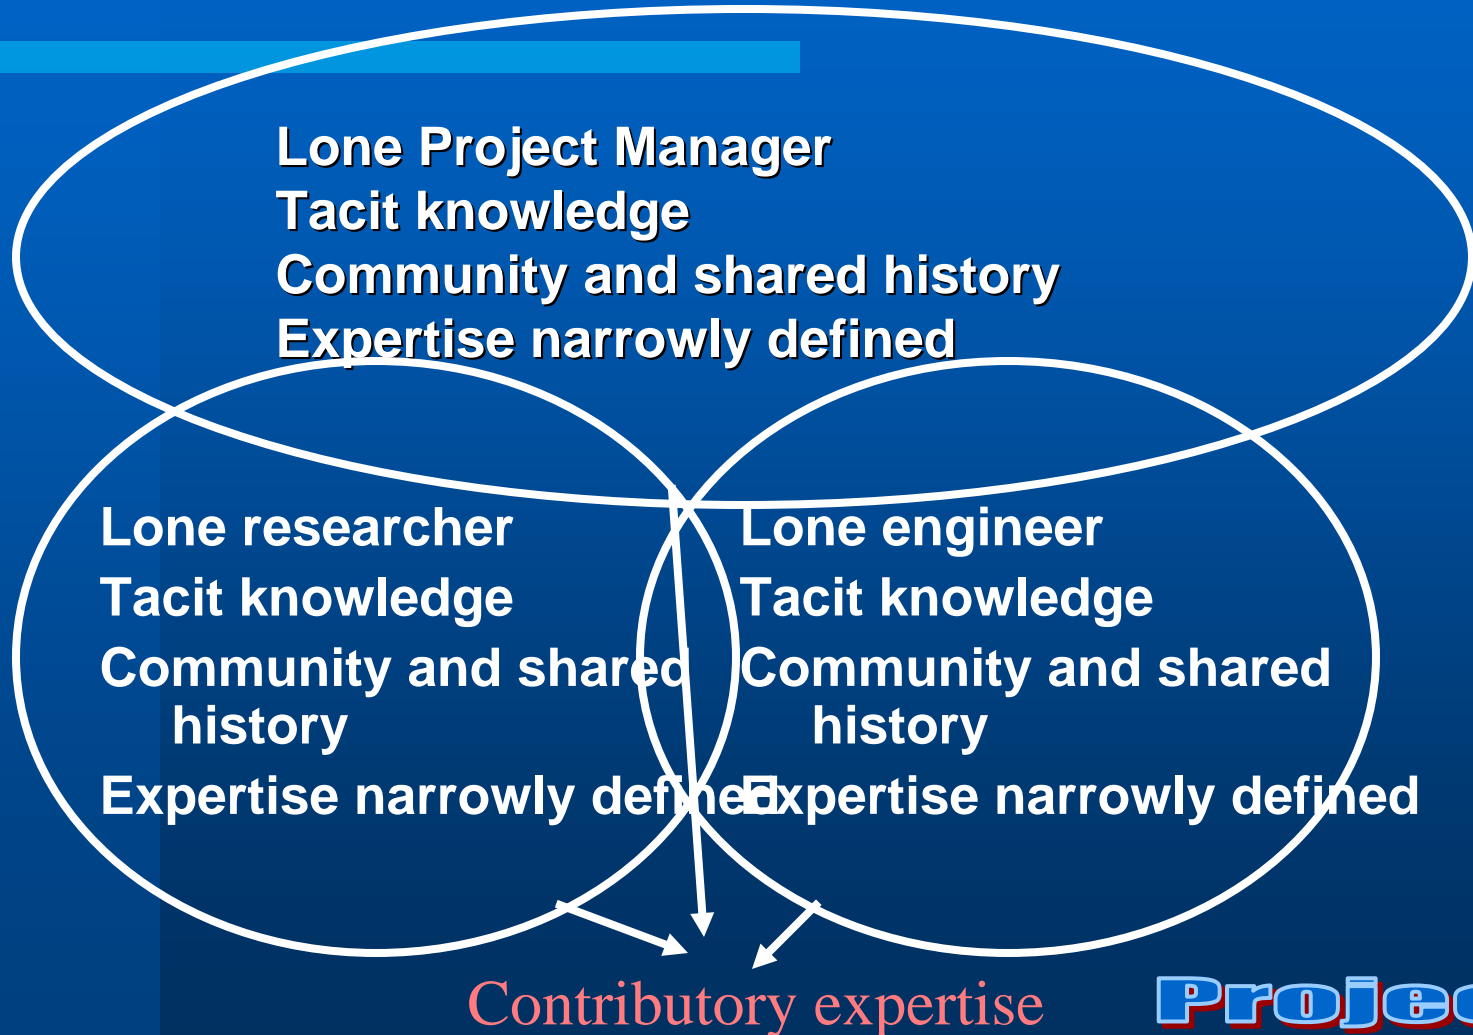 Lone Project Manager
Tacit knowledge
Community and shared history
Expertise narrowly defined
Lone researcher
Tacit knowledge
Community and shared
history
Expertise narrowly defined
Lone engineer
Tacit knowledge
Community and shared
history
Expertise narrowly defined
Contributory expertise